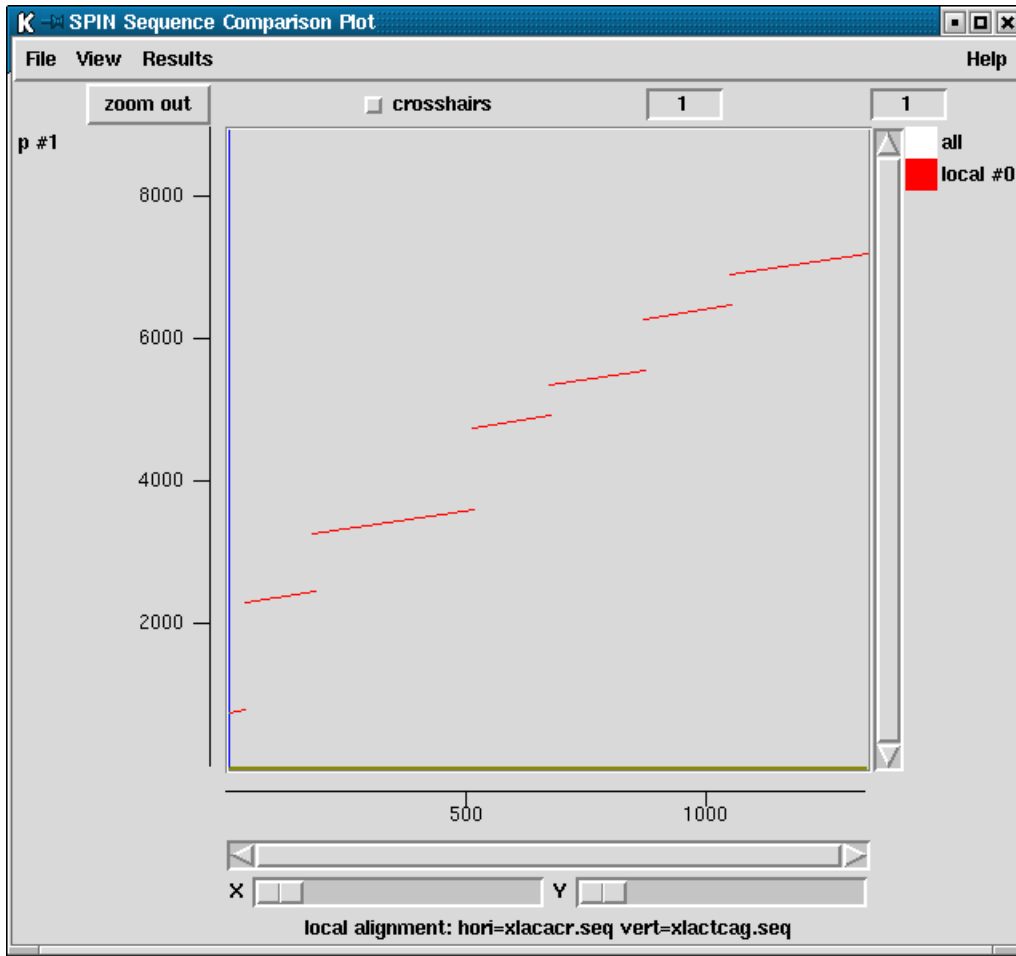 K SPIN Sequence Comparison Plot
File View Results Help
zoom out crosshairs 1 1
p #1
all
local #0
8000
6000
4000
2000
500 1000
X Y
local alignment: hori=xlacacr.seq vert=xlactcag.seq